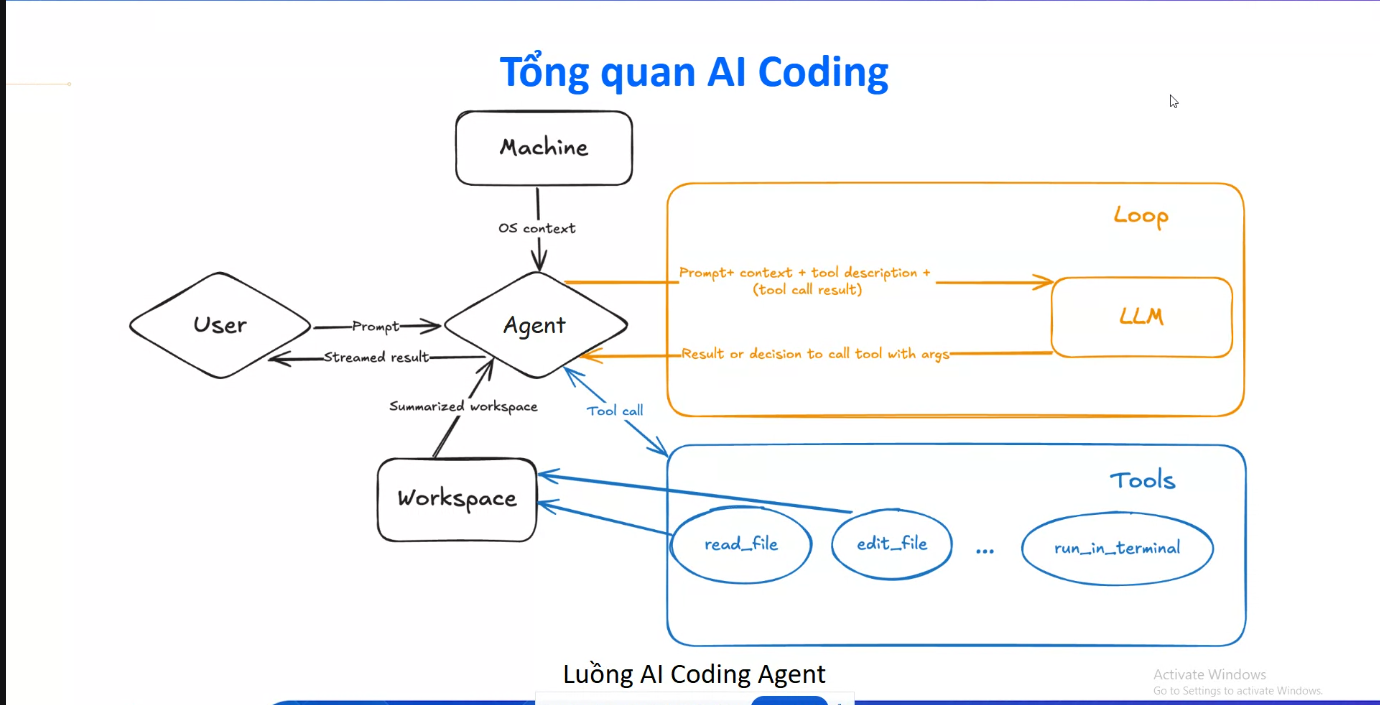 Tổng quan AI Coding
Machine
OS context
Loop
Prompt+ context + tool description +
(tool call result)
LLM
User
Prompt
Agent
Streamed result
Result or decision to call tool with args
Summarized workspace
Tool call
Workspace
Tools
read_file
edit_file
...
run_in_terminal
Luồng AI Coding Agent
Activate Windows
Go to Settings to activate Windows.